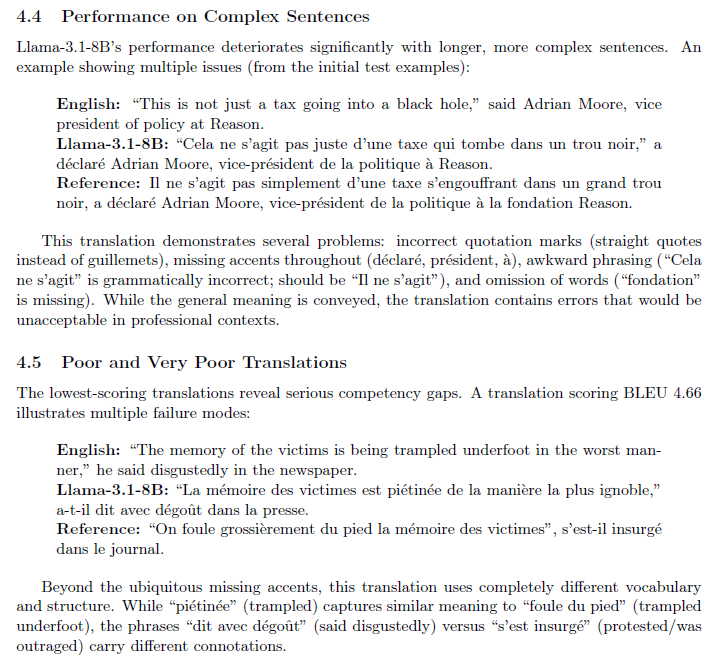 4.4 Performance on Complex Sentences
Llama-3.1-8B's performance deteriorates significantly with longer, more complex sentences. An
example showing multiple issues (from the initial test examples):
English: “This is not just a tax going into a black hole,” said Adrian Moore, vice
president of policy at Reason.
Llama-3.1-8B: “Cela ne s'agit pas juste d'une taxe qui tombe dans un trou noir,” a
déclaré Adrian Moore, vice-président de la politique à Reason.
Reference: Il ne s'agit pas simplement d'une taxe s'engouffrant dans un grand trou
noir, a déclaré Adrian Moore, vice-président de la politique à la fondation Reason.
This translation demonstrates several problems: incorrect quotation marks (straight quotes
instead of guillemets), missing accents throughout (déclaré, président, à), awkward phrasing (“Cela
ne s'agit” is grammatically incorrect; should be “Il ne s'agit”), and omission of words (“fondation”
is missing). While the general meaning is conveyed, the translation contains errors that would be
unacceptable in professional contexts.
4.5 Poor and Very Poor Translations
The lowest-scoring translations reveal serious competency gaps. A translation scoring BLEU 4.66
illustrates multiple failure modes:
English: “The memory of the victims is being trampled underfoot in the worst man-
ner,” he said disgustedly in the newspaper.
Llama-3.1-8B: “La mémoire des victimes est piétinée de la manière la plus ignoble,”
a-t-il dit avec dégoût dans la presse.
Reference: “On foule grossièrement du pied la mémoire des victimes”, s'est-il insurgé
dans le journal.
Beyond the ubiquitous missing accents, this translation uses completely different vocabulary
and structure. While “piétinée” (trampled) captures similar meaning to “foule du pied” (trampled
underfoot), the phrases “dit avec dégoût” (said disgustedly) versus “s'est insurgé” (protested/was
outraged) carry different connotations.